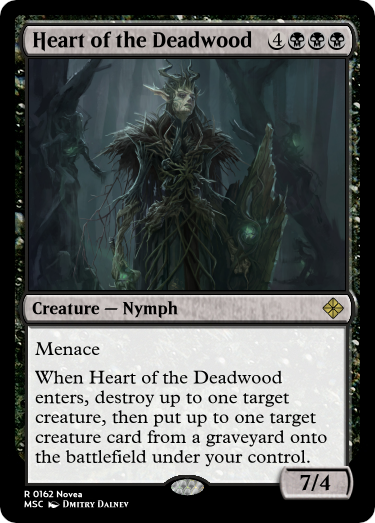 Heart of the Deadwood 4
Creature — Nymph
Menace
When Heart of the Deadwood
enters, destroy up to one target
creature, then put up to one target
creature card from a graveyard onto
the battlefield under your control.
7/4
R 0162 Novea
MSC Dmitry Dalnev